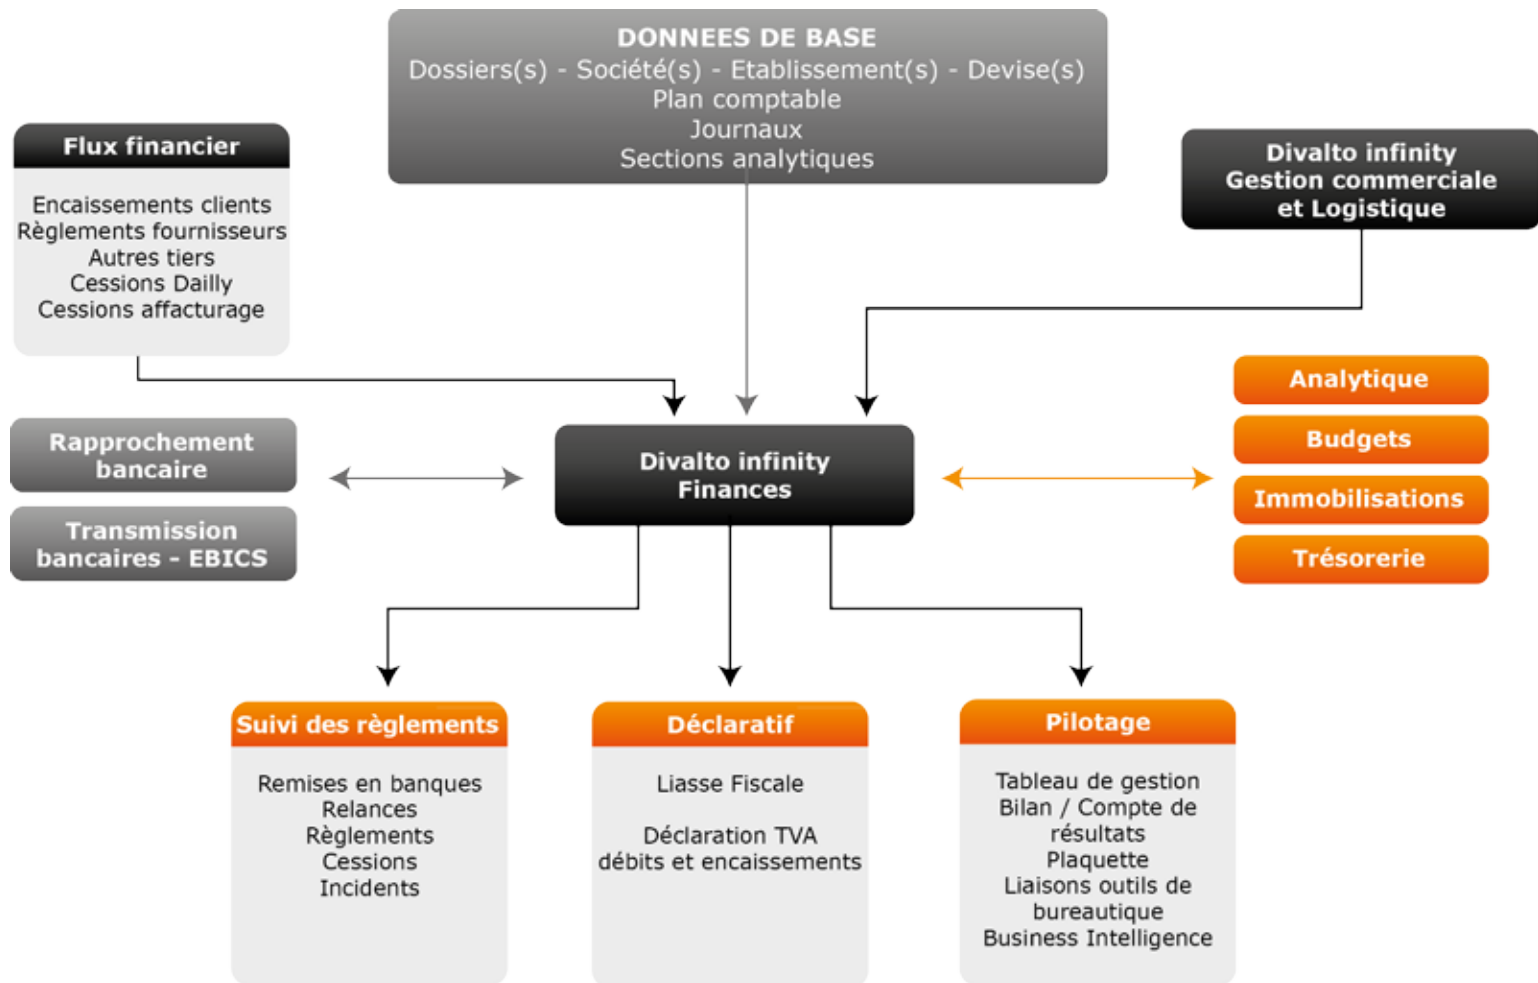 DONNEES DE BASE
Dossiers(s) - Société(s) - Etablissement(s) - Devise(s)
Plan comptable
Journaux
Sections analytiques
Flux financier
Encaissements clients
Règlements fournisseurs
Autres tiers
Cessions Dailly
Cessions affacturage
Divalto infinity
Gestion commerciale
et Logistique
Rapprochement
bancaire
Transmission
bancaires - EBICS
Divalto infinity
Finances
Analytique
Budgets
Immobilisations
Trésorerie
Suivi des règlements
Remises en banques
Relances
Règlements
Cessions
Incidents
Déclaratif
Liasse Fiscale
Déclaration TVA
débits et encaissements
Pilotage
Tableau de gestion
Bilan / Compte de
résultats
Plaquette
Liaisons outils de
bureautique
Business Intelligence